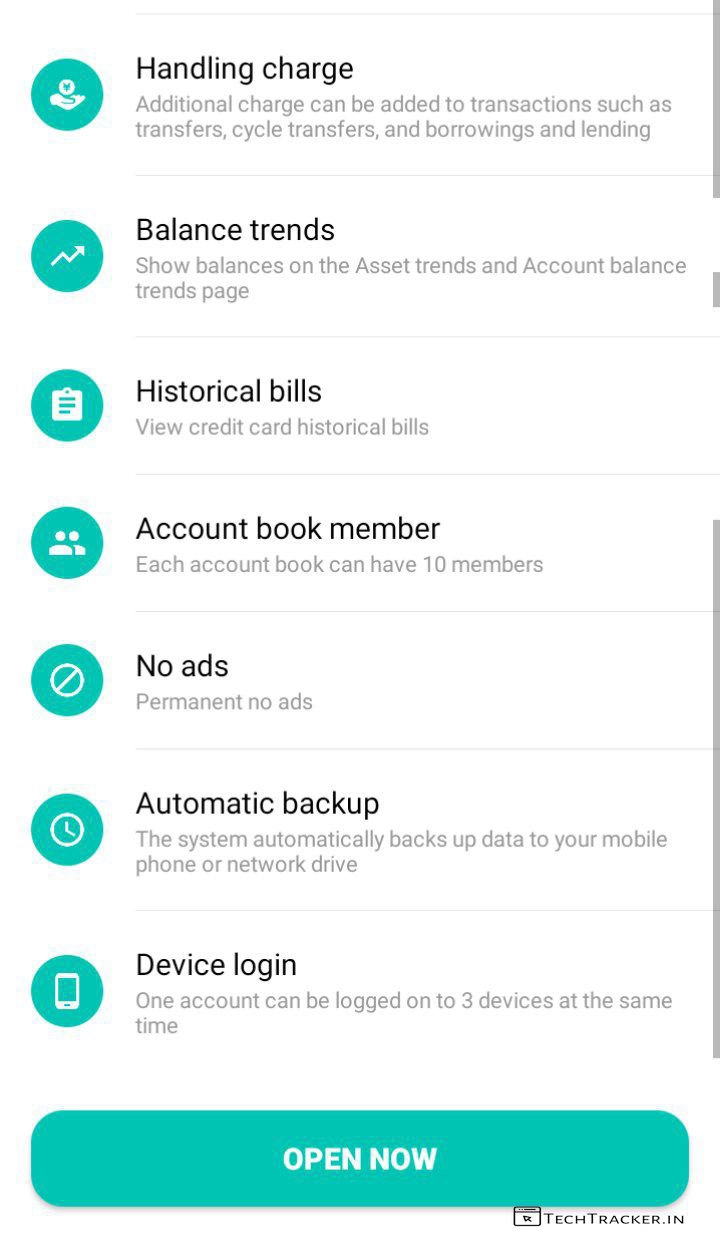 Handling charge
Additional charge can be added to transactions such as
transfers, cycle transfers, and borrowings and lending
Balance trends
Show balances on the Asset trends and Account balance
trends page
Historical bills
View credit card historical bills
Account book member
Each account book can have 10 members
No ads
Permanent no ads
Automatic backup
The system automatically backs up data to your mobile
phone or network drive
Device login
One account can be logged on to 3 devices at the same
time
OPEN NOW
TECHTRACKER.IN